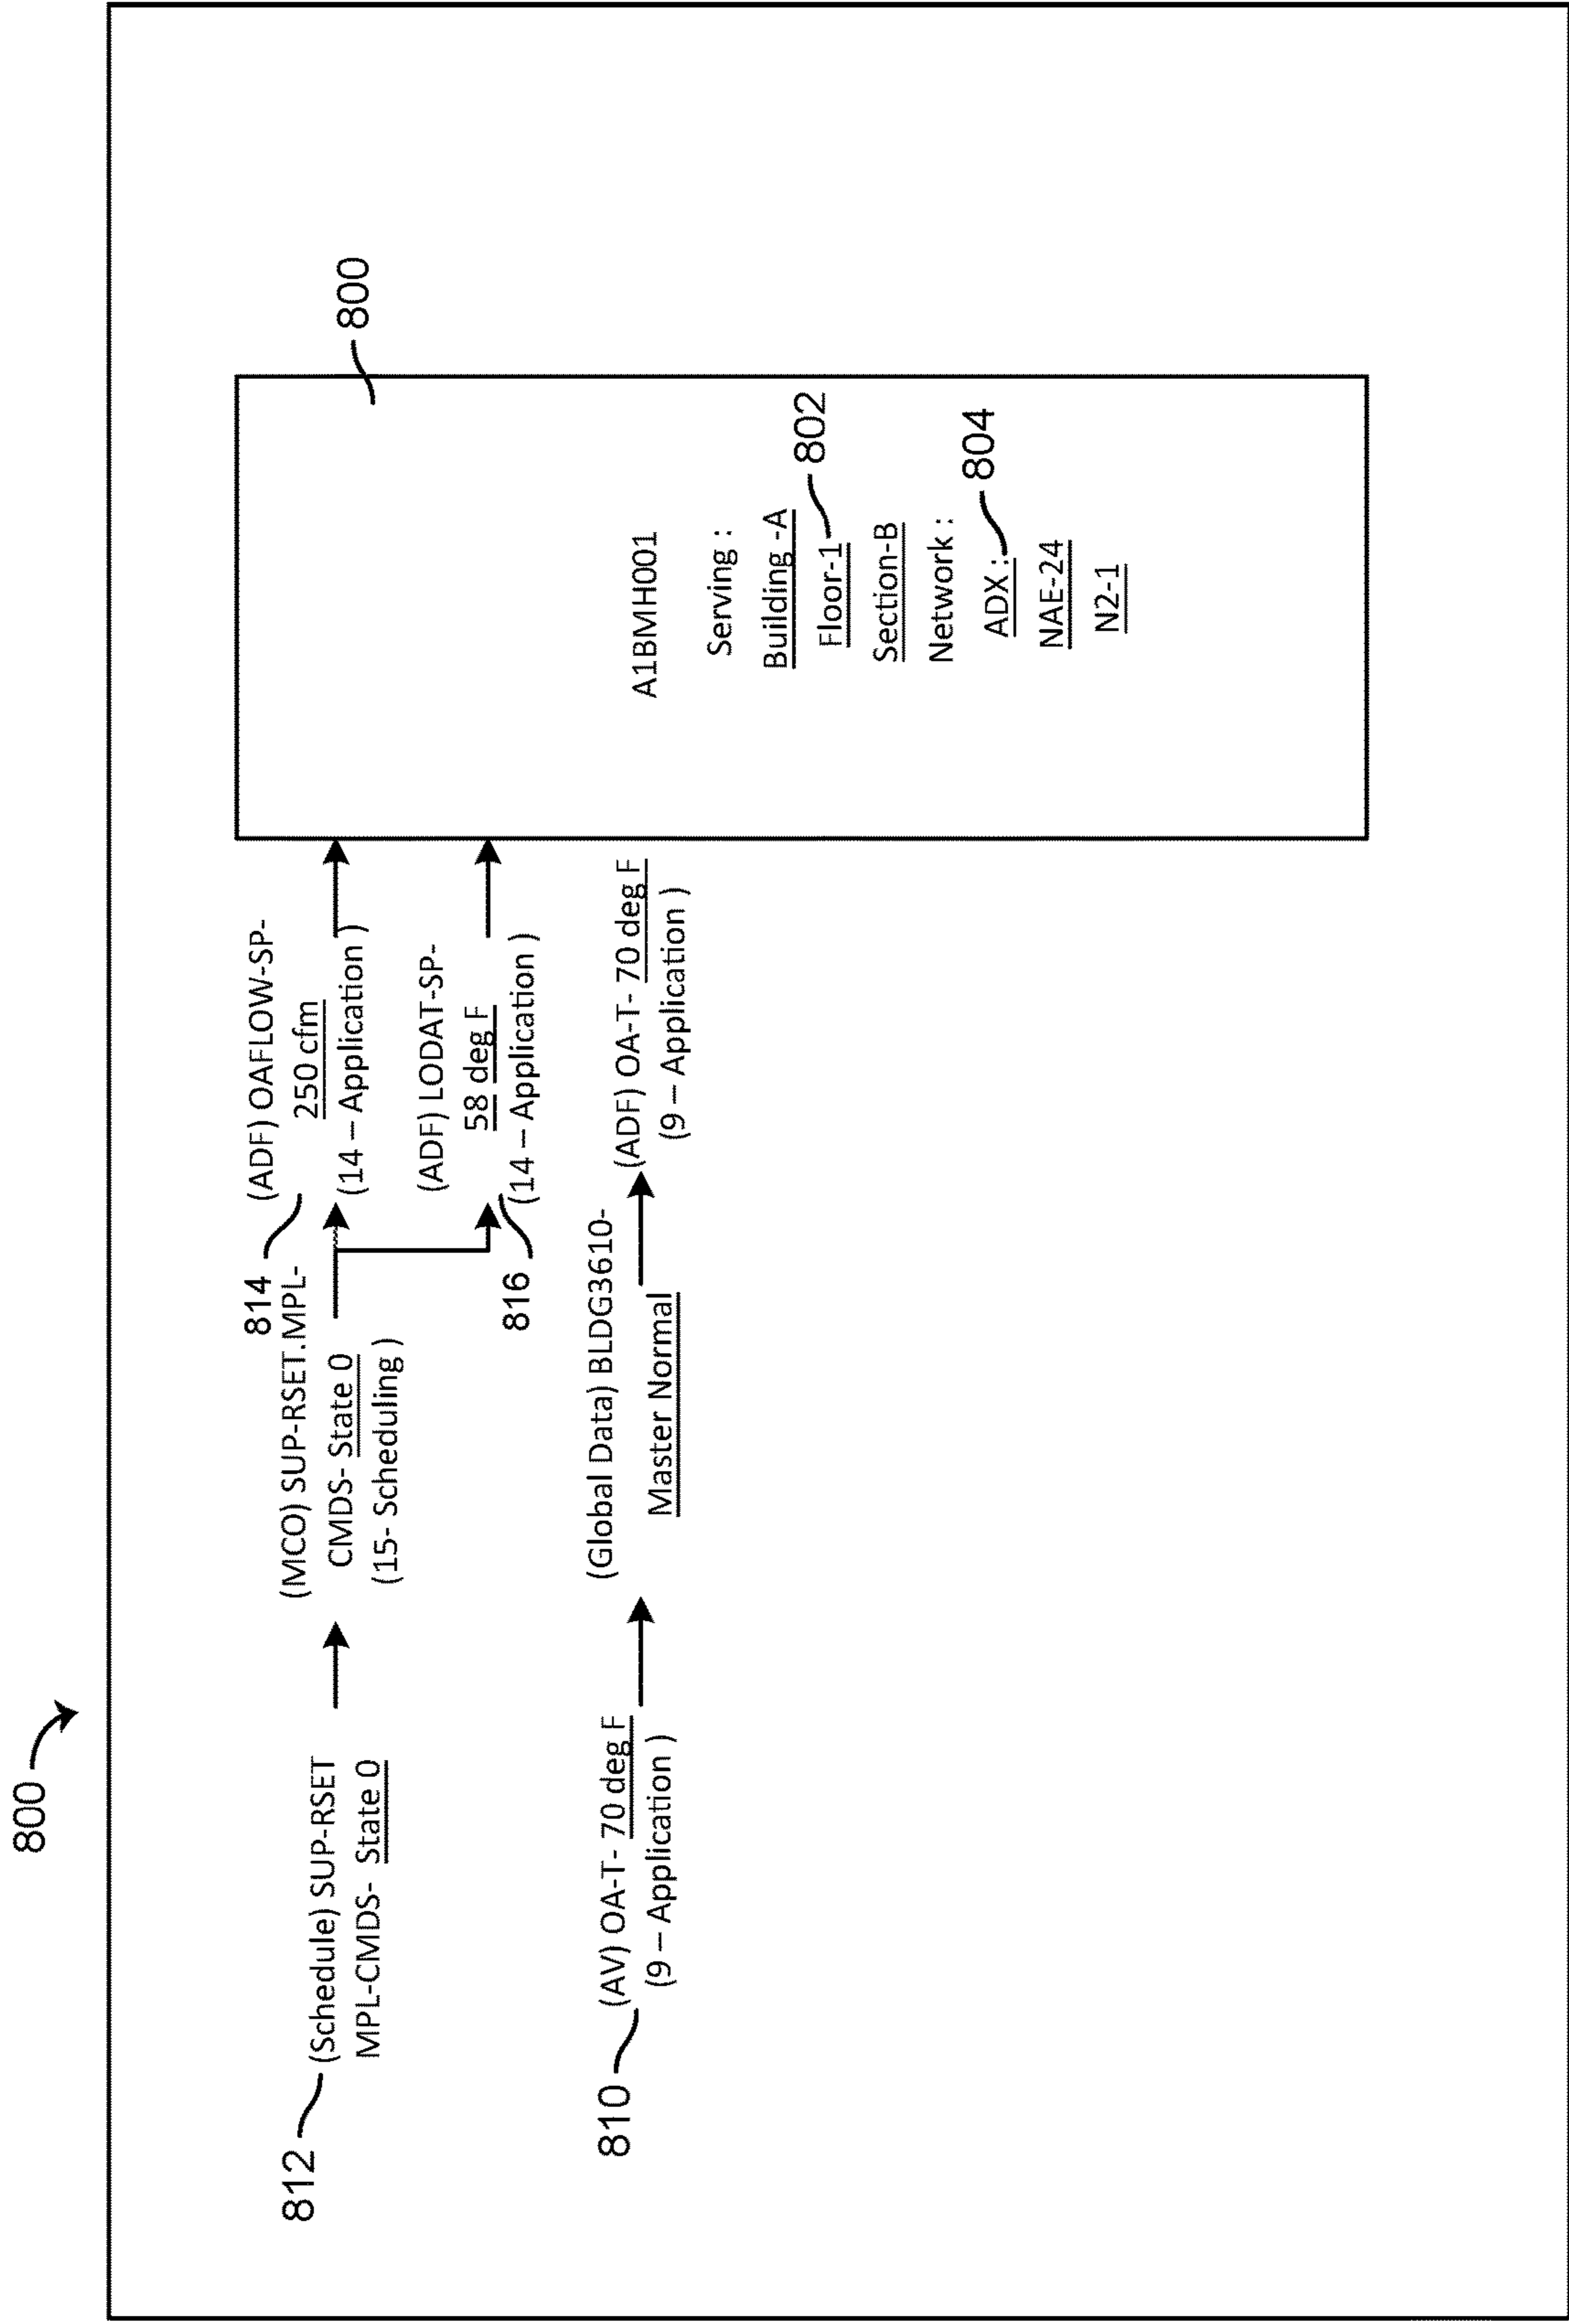 800
812
(Schedule) SUP-RSET
MPL-CMDS- State 0
(MCO) SUP-RSET.MPL-
CMDS- State 0
(15- Scheduling )
814
(ADF) OAFLOW-SP-
250 cfm
(14 – Application )
816
(ADF) LODAT-SP-
58 deg F
(14 – Application )
810
(AV) OA-T- 70 deg F
(9 – Application )
(Global Data) BLDG3610-
Master Normal
(ADF) OA-T- 70 deg F
(9 – Application )
800
A1BMH001
Serving :
Building -A
Floor-1
802
Section-B
Network :
ADX :
804
NAE-24
N2-1